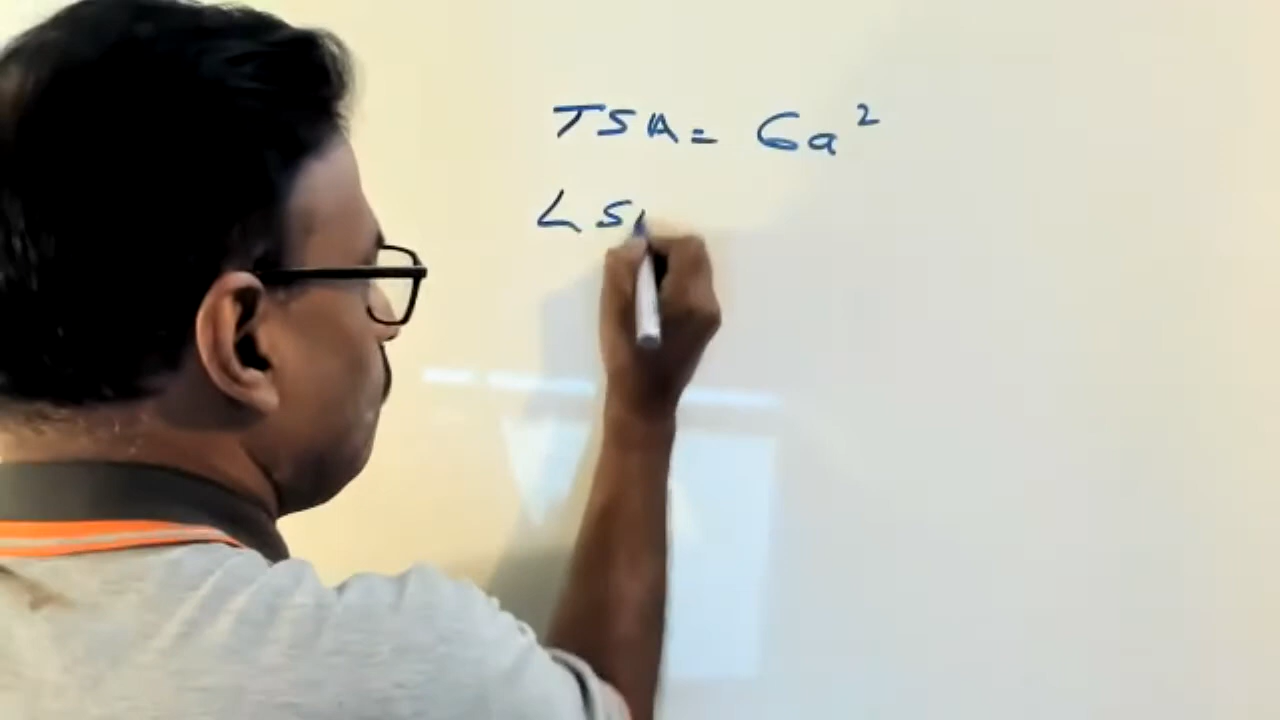 TSA = 6a²
LS